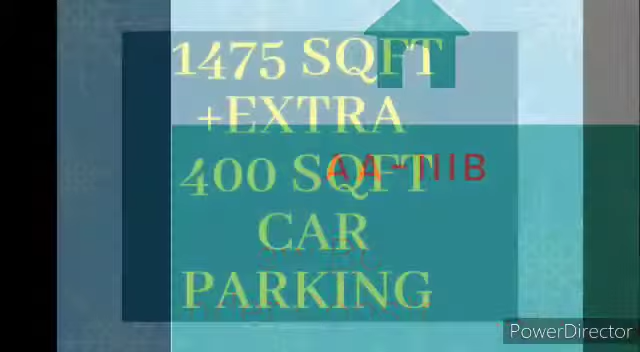 1475 SQFT
+EXTRA
400 SQFT
CAR
PARKING
PowerDirector